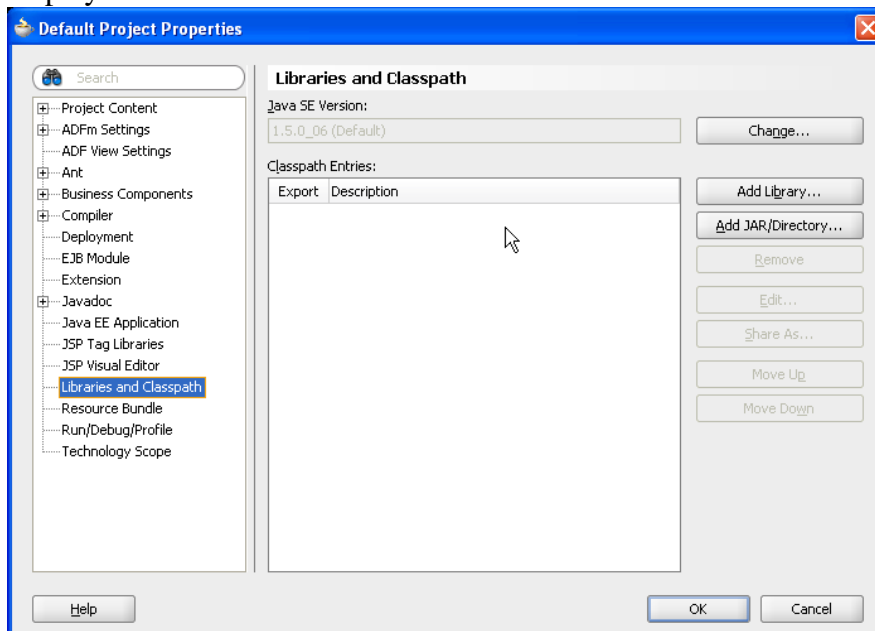 Default Project Properties
Search
Project Content
ADFm Settings
ADF View Settings
Ant
Business Components
Compiler
Deployment
EJB Module
Extension
Javadoc
Java EE Application
JSP Tag Libraries
JSP Visual Editor
Libraries and Classpath
Resource Bundle
Run/Debug/Profile
Technology Scope
Libraries and Classpath
Java SE Version:
1.5.0_06 (Default)
Change...
Classpath Entries:
Export Description
Add Library...
Add JAR/Directory...
Remove
Edit...
Share As...
Move Up
Move Down
Help
OK
Cancel